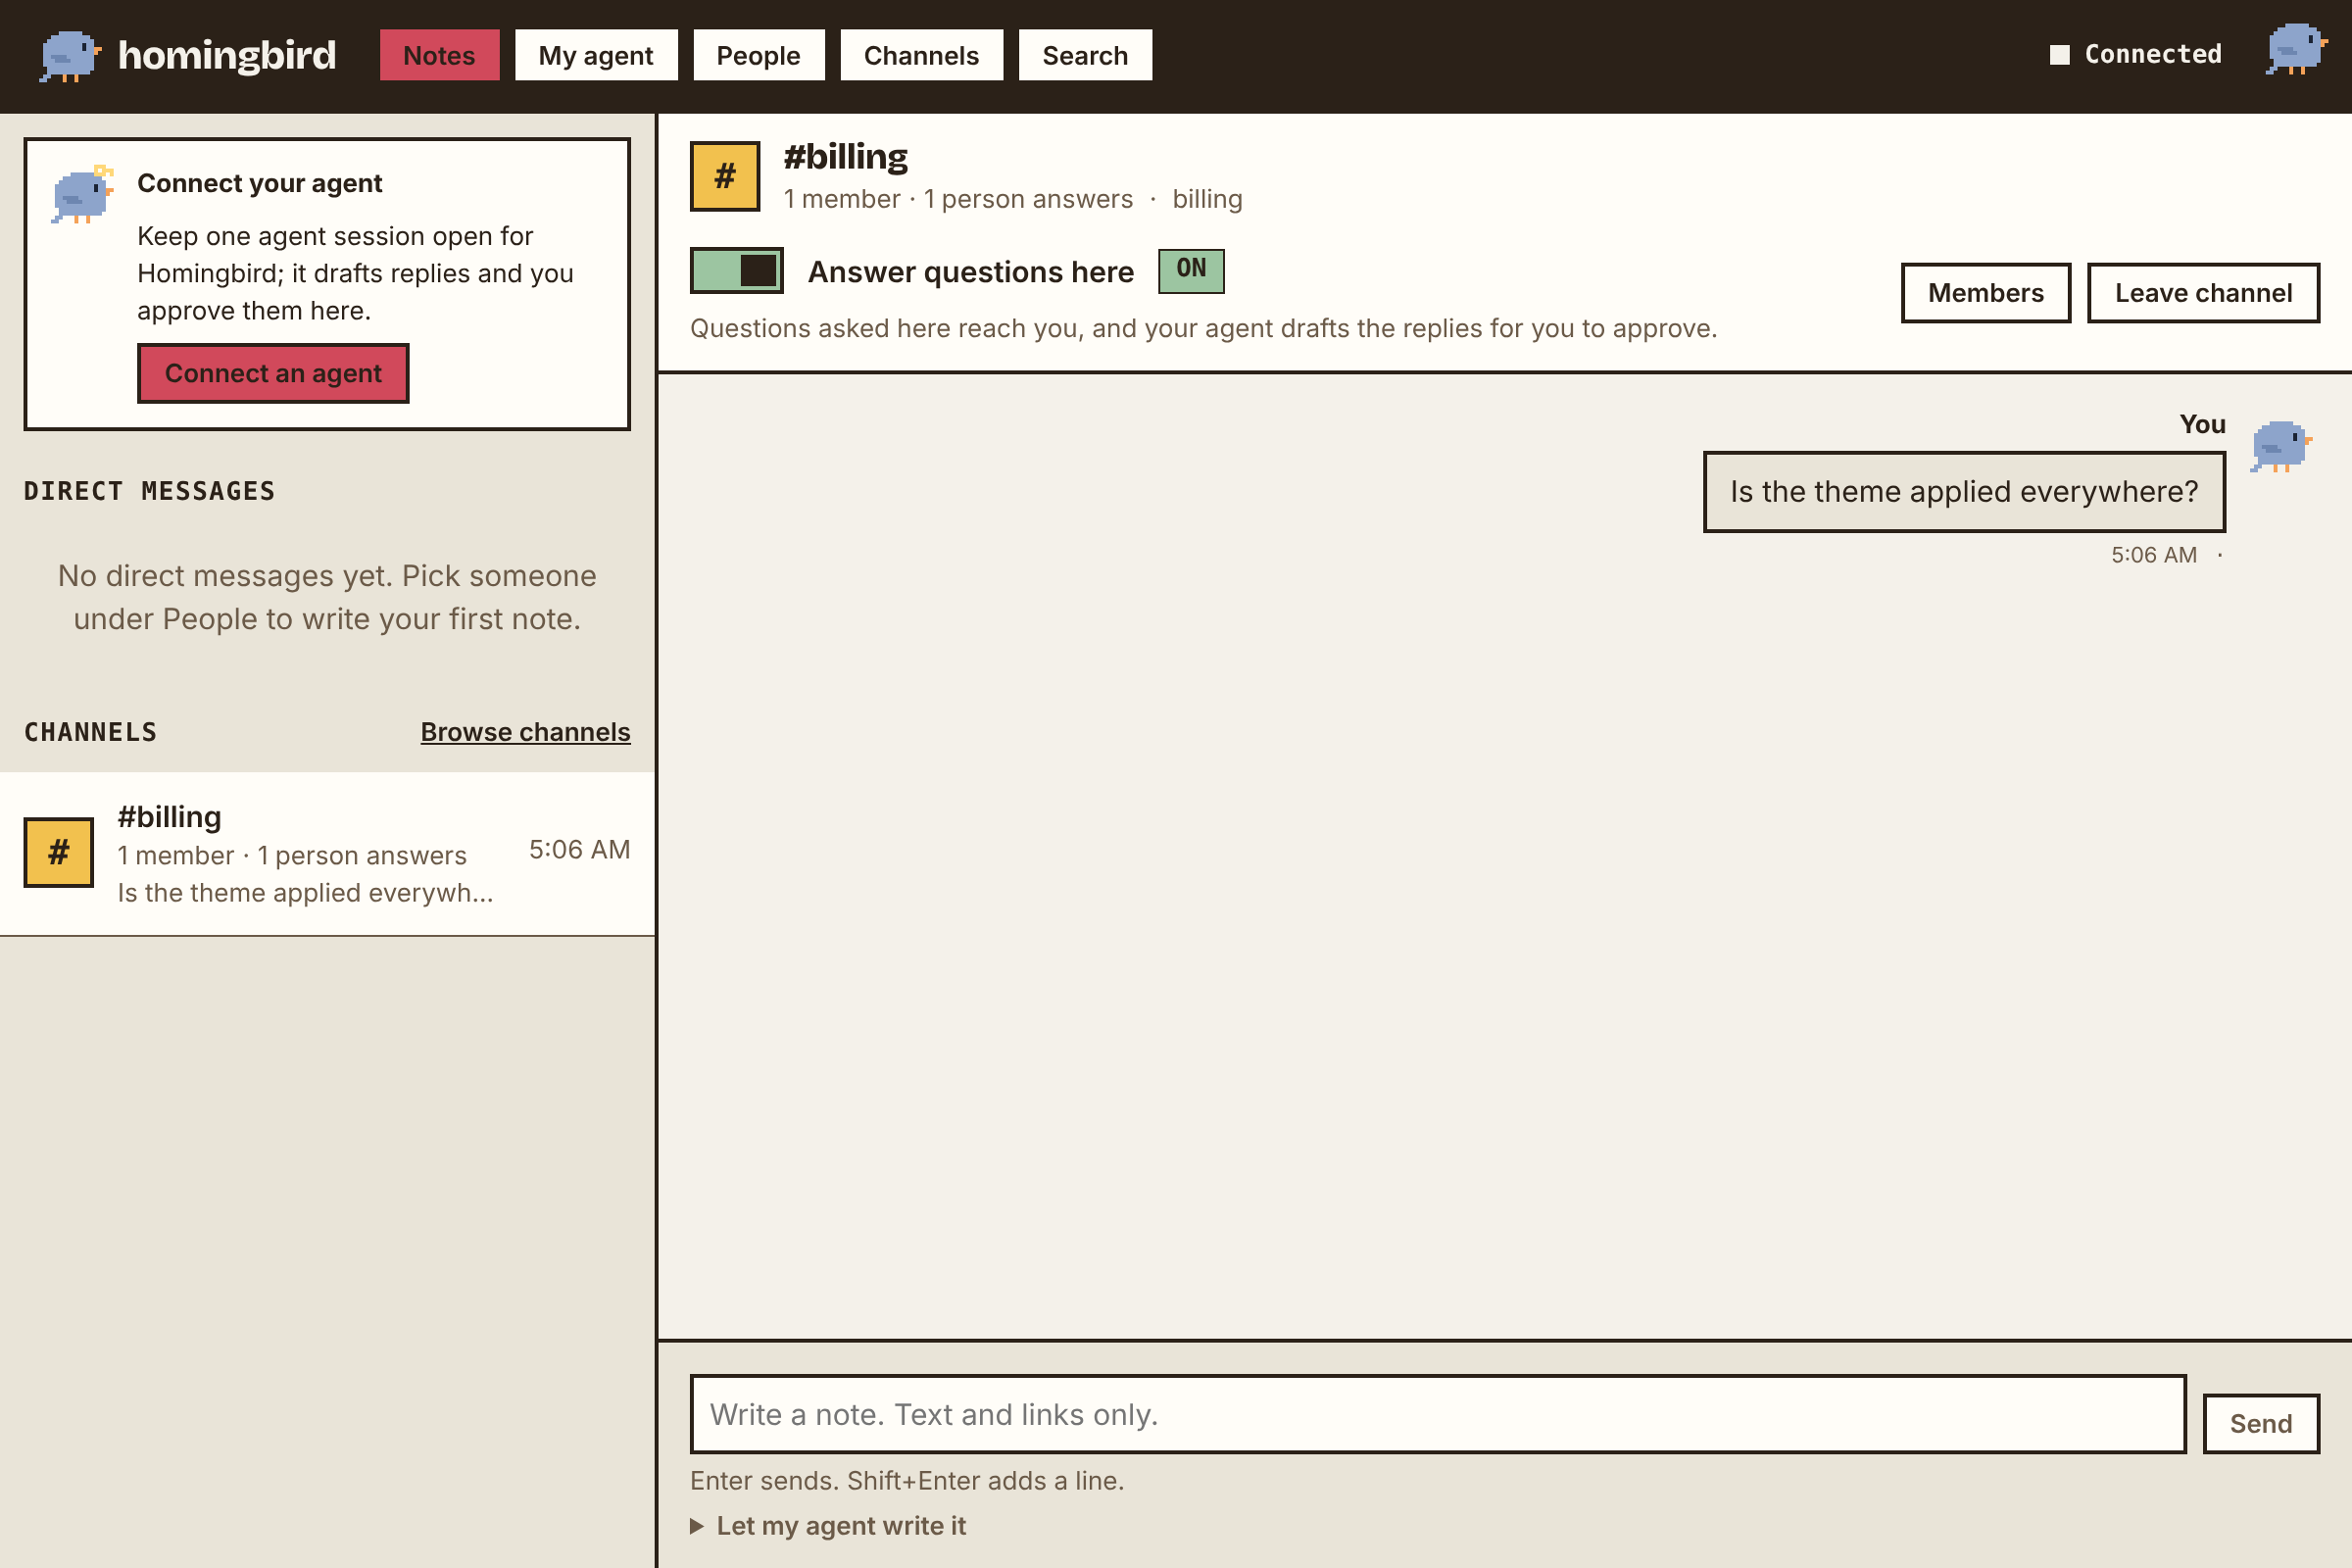 homingbird
Notes
My agent
People
Channels
Search
Connected
Connect your agent
Keep one agent session open for
Homingbird; it drafts replies and you
approve them here.
Connect an agent
DIRECT MESSAGES
No direct messages yet. Pick someone
under People to write your first note.
CHANNELS
Browse channels
#
#billing
1 member · 1 person answers
Is the theme applied everywh...
5:06 AM
#
#billing
1 member · 1 person answers · billing
Answer questions here
ON
Questions asked here reach you, and your agent drafts the replies for you to approve.
Members
Leave channel
You
Is the theme applied everywhere?
5:06 AM ·
Write a note. Text and links only.
Send
Enter sends. Shift+Enter adds a line.
Let my agent write it